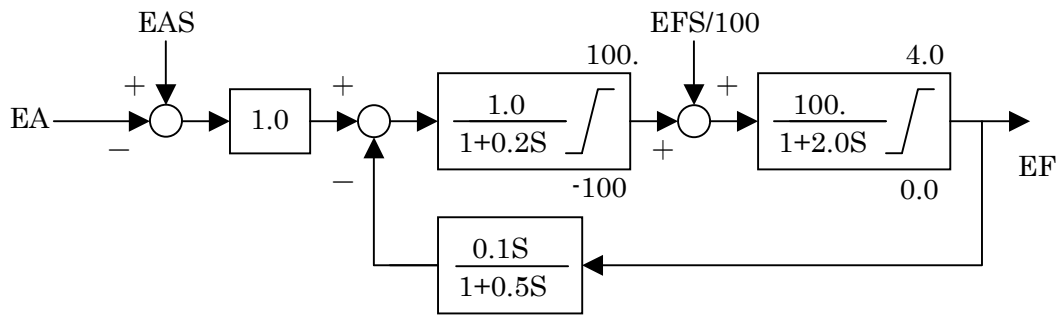 EAS
EFS/100
100.
4.0
+
+
+
EA
1.0
1.0
1+0.2S
100.
1+2.0S
−
+
−
-100
0.0
EF
0.1S
1+0.5S